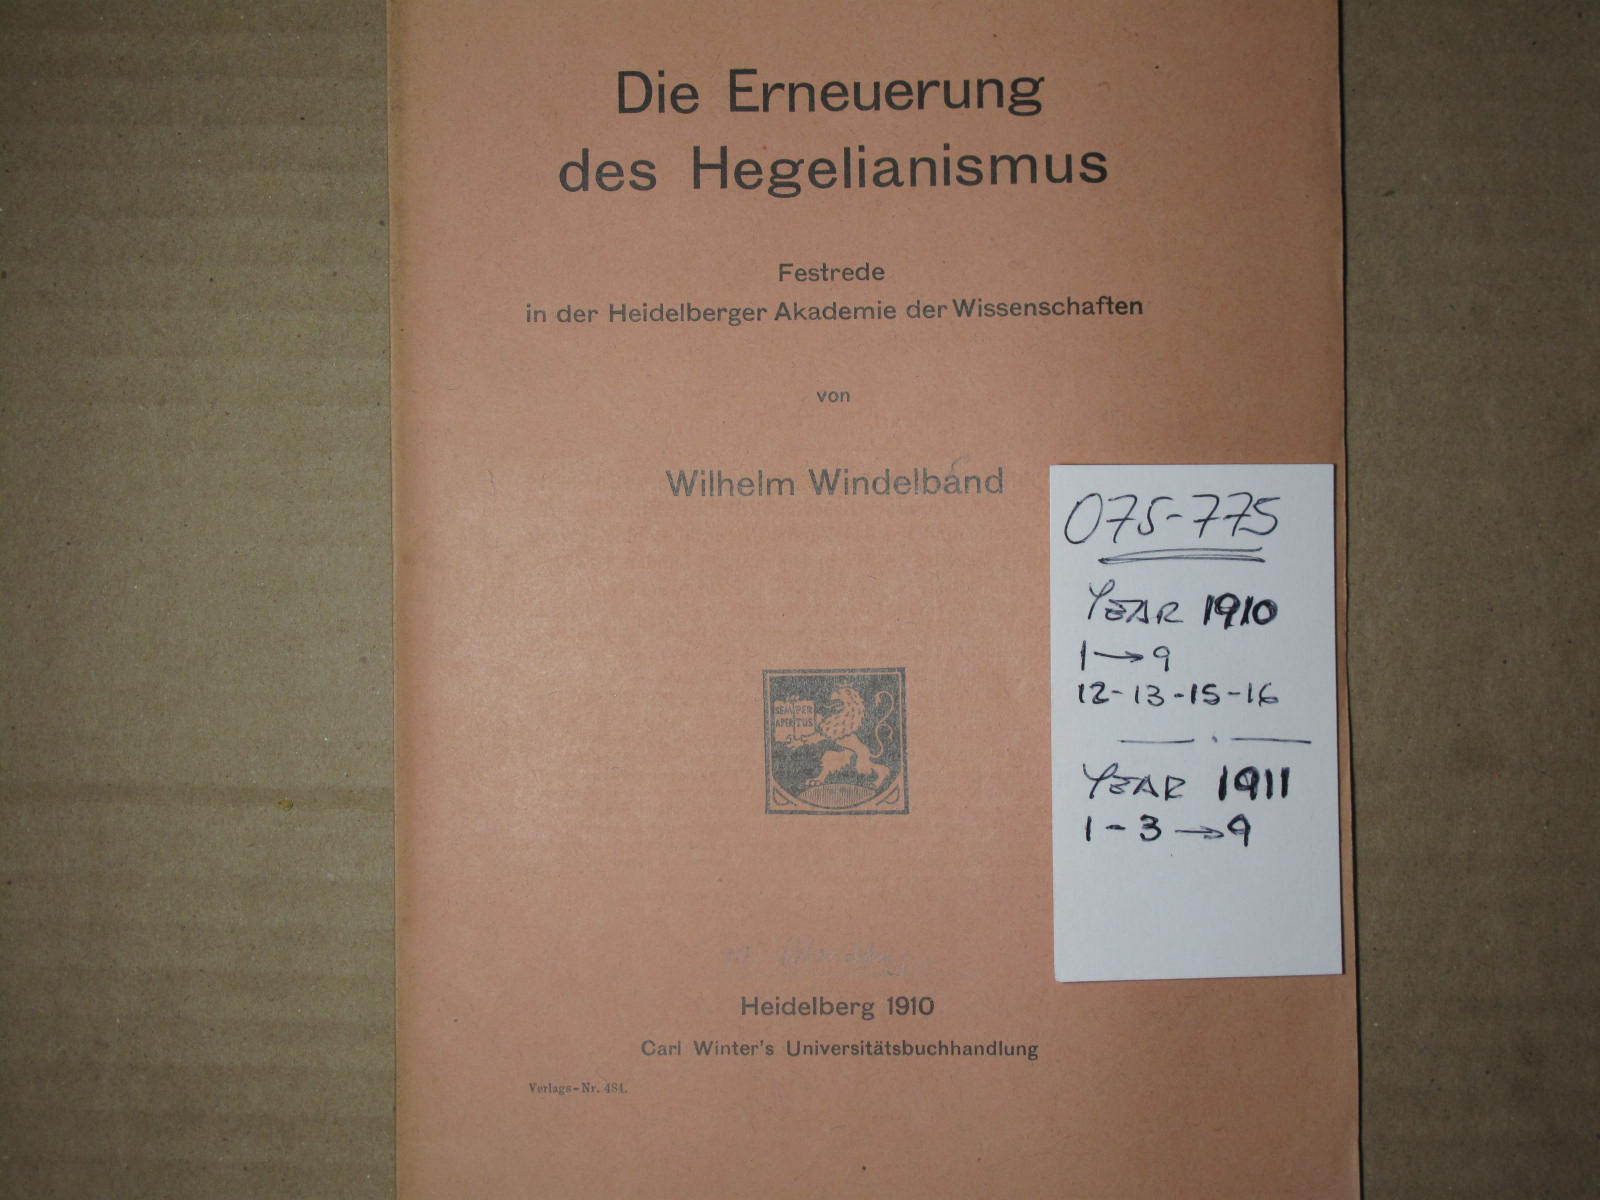 Die Erneuerung
des Hegelianismus
Festrede
in der Heidelberger Akademie der Wissenschaften
von
Wilhelm Windelband
SEMPER
APERTUS
Heidelberg 1910
Carl Winter's Universitätsbuchhandlung
Verlags-Nr. 484.
075-775
YEAR 1910
1→9
12-13-15-16
YEAR 1911
1-3→9